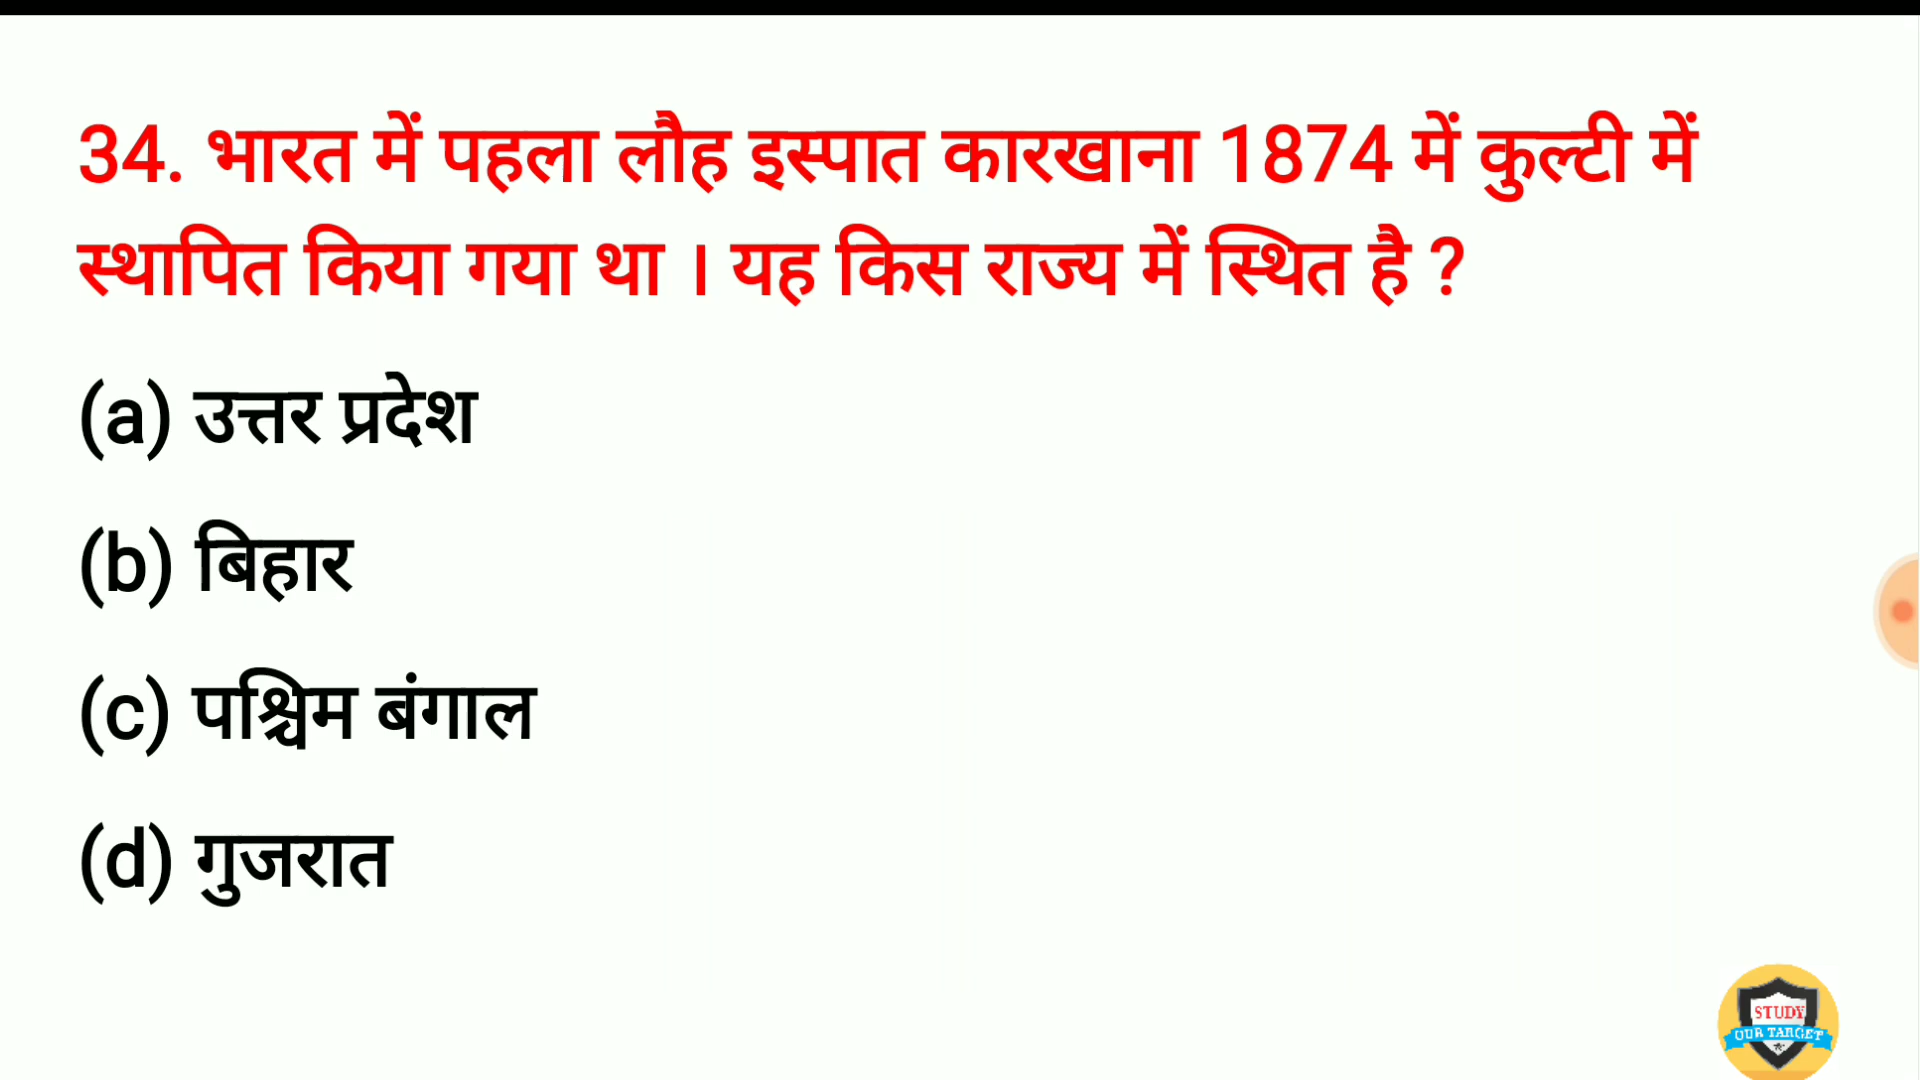 34. भारत में पहला लौह इस्पात कारखाना 1874 में कुल्टी में
स्थापित किया गया था । यह किस राज्य में स्थित है ?
(a) उत्तर प्रदेश
(b) बिहार
(c) पश्चिम बंगाल
(d) गुजरात
STUDY
OUR TARGET